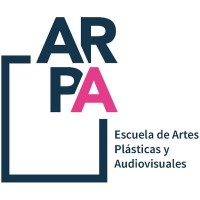 AR
PA
Escuela de Artes
Plásticas y
Audiovisuales